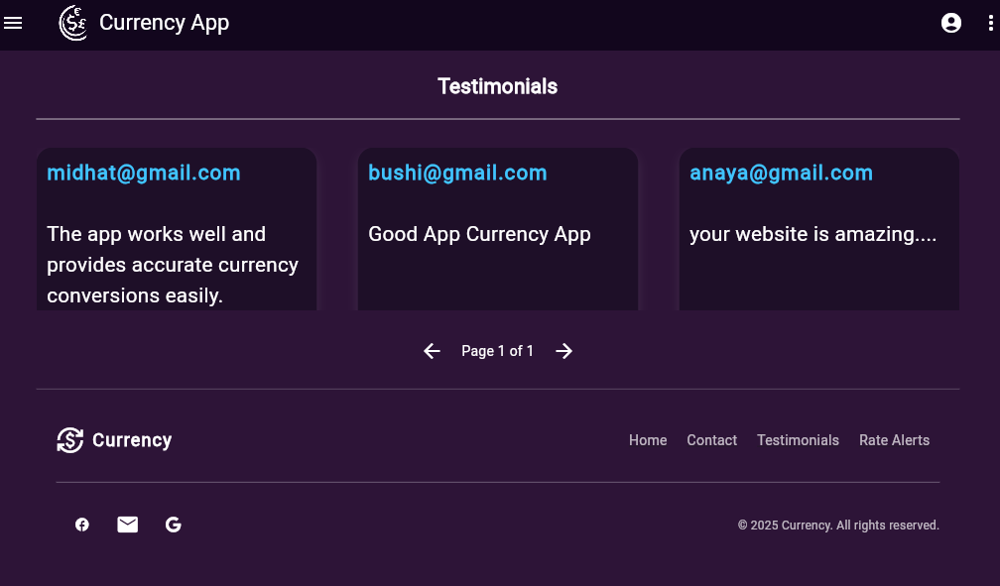 Currency App
Testimonials
midhat@gmail.com
The app works well and
provides accurate currency
conversions easily.
bushi@gmail.com
Good App Currency App
anaya@gmail.com
your website is amazing....
Page 1 of 1
Currency
Home Contact Testimonials Rate Alerts
© 2025 Currency. All rights reserved.